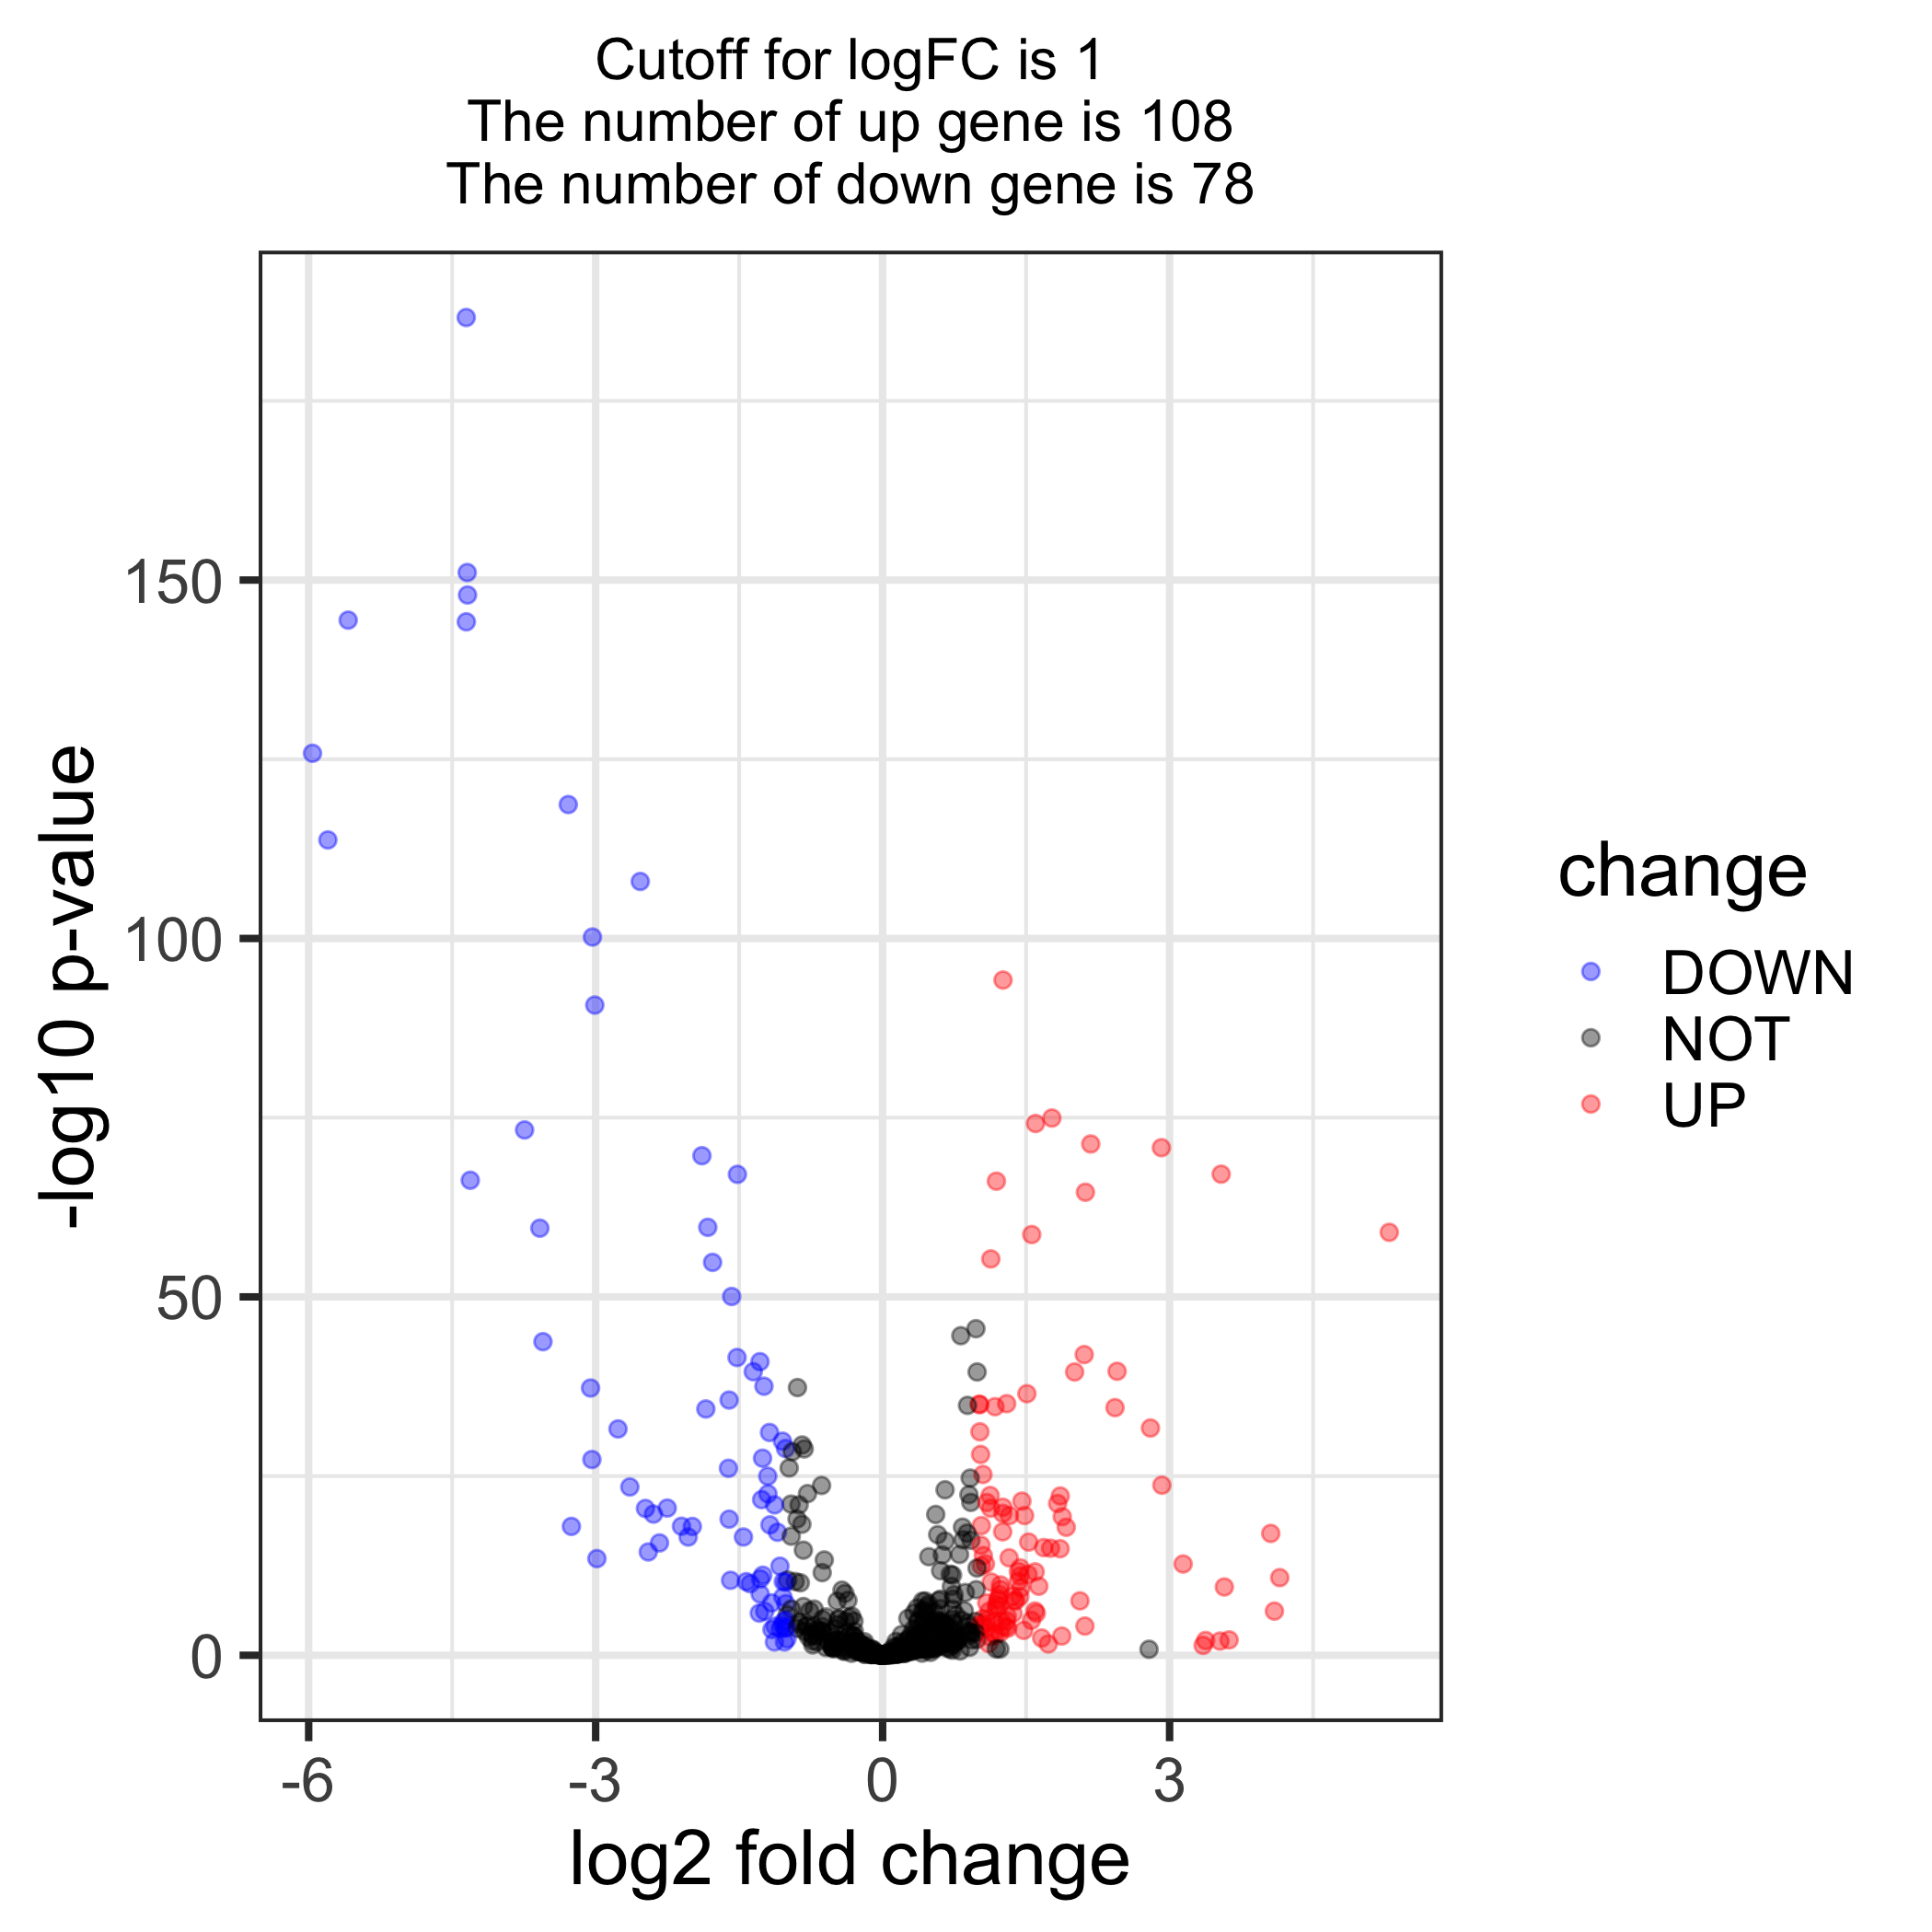 Cutoff for logFC is 1
The number of up gene is 108
The number of down gene is 78
150
100
50
0
-6 -3 0 3
log2 fold change
-log10 p-value
change
DOWN
NOT
UP